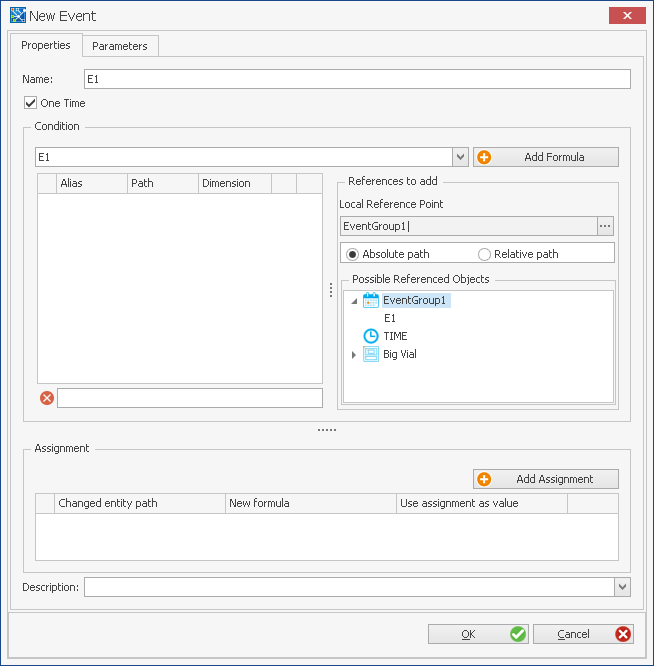 New Event
Properties
Parameters
Name:
E1
One Time
Condition
E1
Add Formula
Alias
Path
Dimension
References to add
Local Reference Point
EventGroup1
...
Absolute path
Relative path
Possible Referenced Objects
EventGroup1
E1
TIME
Big Vial
Assignment
Add Assignment
Changed entity path
New formula
Use assignment as value
Description:
OK
Cancel